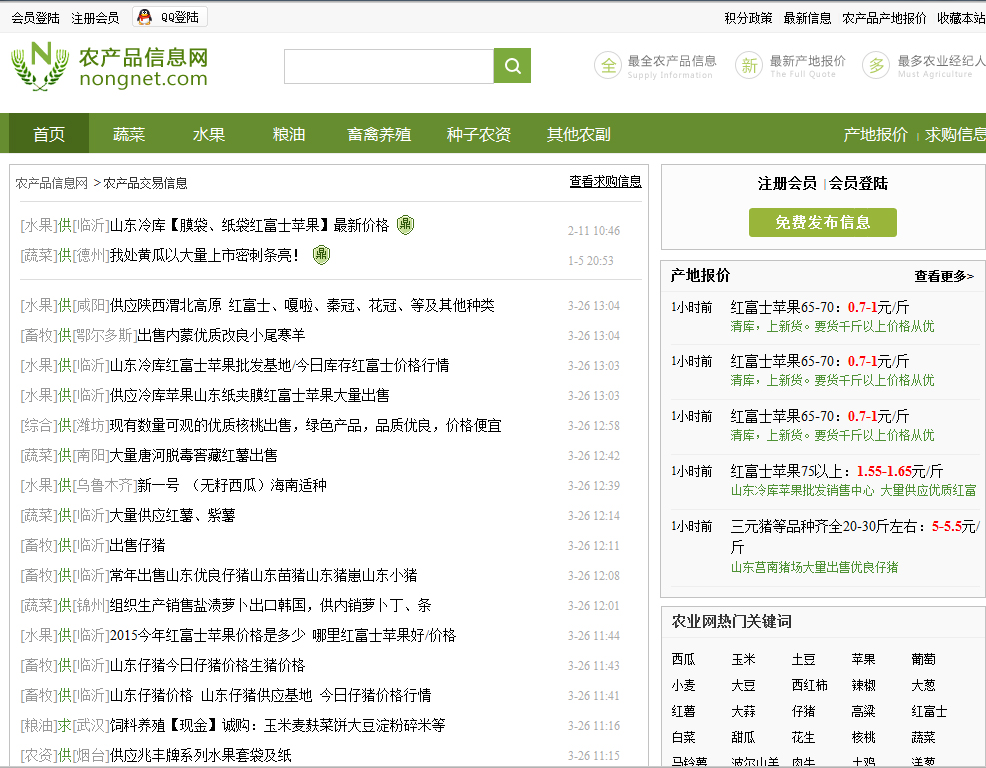 会员登陆 注册会员 QQ登陆 积分政策 最新信息 农产品产地报价 收藏本站
农产品信息网
nongnet.com
全 最全农产品信息 Supply Information
新 最新产地报价 The Full Quote
多 最多农业经纪人 Must Agriculture
首页 蔬菜 水果 粮油 畜禽养殖 种子农资 其他农副 产地报价 | 求购信息
农产品信息网 >农产品交易信息 查看求购信息
[水果]供[临沂]山东冷库【膜袋、纸袋红富士苹果】最新价格 鼎 2-11 10:46
[蔬菜]供[德州]我处黄瓜以大量上市密刺条亮！ 鼎 1-5 20:53
[水果]供[咸阳]供应陕西渭北高原 红富士、嘎啦、秦冠、花冠、等及其他种类 3-26 13:04
[畜牧]供[鄂尔多斯]出售内蒙优质改良小尾寒羊 3-26 13:04
[水果]供[临沂]山东冷库红富士苹果批发基地/今日库存红富士价格行情 3-26 13:03
[水果]供[临沂]供应冷库苹果山东纸夹膜红富士苹果大量出售 3-26 13:03
[综合]供[潍坊]现有数量可观的优质核桃出售，绿色产品，品质优良，价格便宜 3-26 12:58
[蔬菜]供[南阳]大量唐河脱毒窖藏红薯出售 3-26 12:42
[水果]供[乌鲁木齐]新一号 （无籽西瓜）海南适种 3-26 12:39
[蔬菜]供[临沂]大量供应红薯、紫薯 3-26 12:14
[畜牧]供[临沂]出售仔猪 3-26 12:11
[畜牧]供[临沂]常年出售山东优良仔猪山东苗猪山东猪崽山东小猪 3-26 12:08
[蔬菜]供[锦州]组织生产销售盐渍萝卜出口韩国，供内销萝卜丁、条 3-26 12:01
[水果]供[临沂]2015今年红富士苹果价格是多少 哪里红富士苹果好/价格 3-26 11:44
[畜牧]供[临沂]山东仔猪今日仔猪价格生猪价格 3-26 11:43
[畜牧]供[临沂]山东仔猪价格 山东仔猪供应基地 今日仔猪价格行情 3-26 11:41
[粮油]求[武汉]饲料养殖【现金】诚购：玉米麦麸菜饼大豆淀粉碎米等 3-26 11:16
[农资]供[烟台]供应兆丰牌系列水果套袋及纸 3-26 11:15
注册会员 | 会员登陆
免费发布信息
产地报价 查看更多>
1小时前 红富士苹果65-70：0.7-1元/斤
清库，上新货。要货千斤以上价格从优
1小时前 红富士苹果65-70：0.7-1元/斤
清库，上新货。要货千斤以上价格从优
1小时前 红富士苹果65-70：0.7-1元/斤
清库，上新货。要货千斤以上价格从优
1小时前 红富士苹果75以上：1.55-1.65元/斤
山东冷库苹果批发销售中心 大量供应优质红富
1小时前 三元猪等品种齐全20-30斤左右：5-5.5元/
斤
山东莒南猪场大量出售优良仔猪
农业网热门关键词
西瓜 玉米 土豆 苹果 葡萄
小麦 大豆 西红柿 辣椒 大葱
红薯 大蒜 仔猪 高粱 红富士
白菜 甜瓜 花生 核桃 蔬菜
马铃薯 波尔山羊 肉牛 土鸡 洋葱